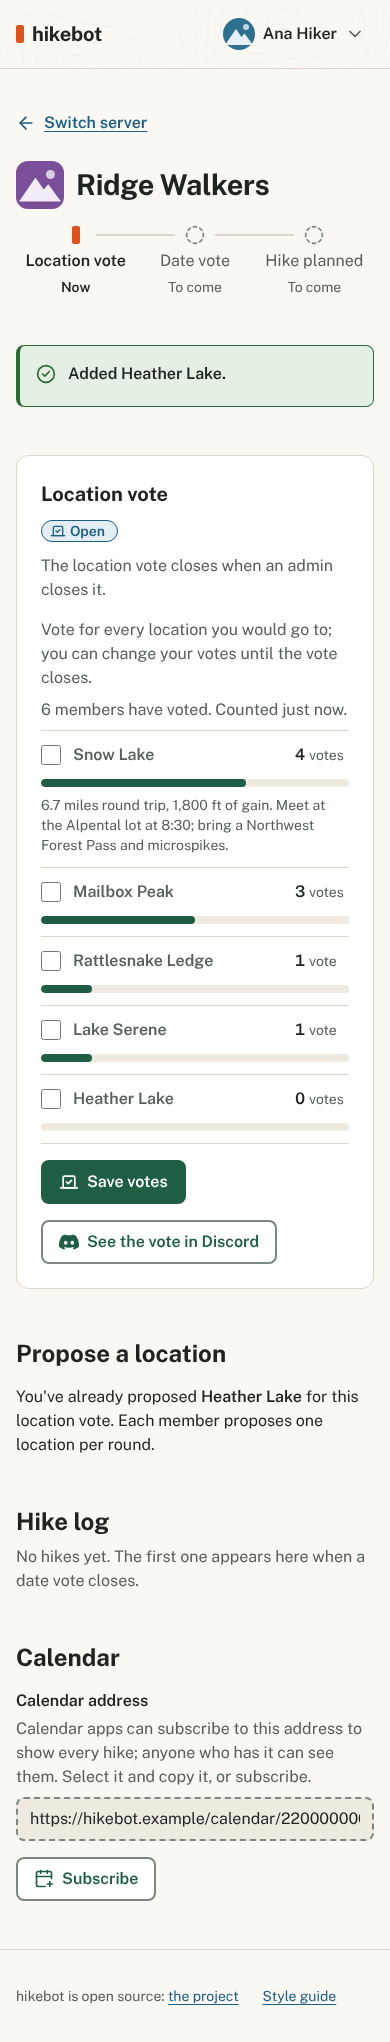 hikebot
Ana Hiker
Switch server
Ridge Walkers
Location vote
Date vote
Hike planned
Now
To come
To come
Added Heather Lake.
Location vote
Open
The location vote closes when an admin
closes it.
Vote for every location you would go to;
you can change your votes until the vote
closes.
6 members have voted. Counted just now.
Snow Lake 4 votes
6.7 miles round trip, 1,800 ft of gain. Meet at
the Alpental lot at 8:30; bring a Northwest
Forest Pass and microspikes.
Mailbox Peak 3 votes
Rattlesnake Ledge 1 vote
Lake Serene 1 vote
Heather Lake 0 votes
Save votes
See the vote in Discord
Propose a location
You've already proposed Heather Lake for this
location vote. Each member proposes one
location per round.
Hike log
No hikes yet. The first one appears here when a
date vote closes.
Calendar
Calendar address
Calendar apps can subscribe to this address to
show every hike; anyone who has it can see
them. Select it and copy it, or subscribe.
https://hikebot.example/calendar/220000000
Subscribe
hikebot is open source: the project
Style guide